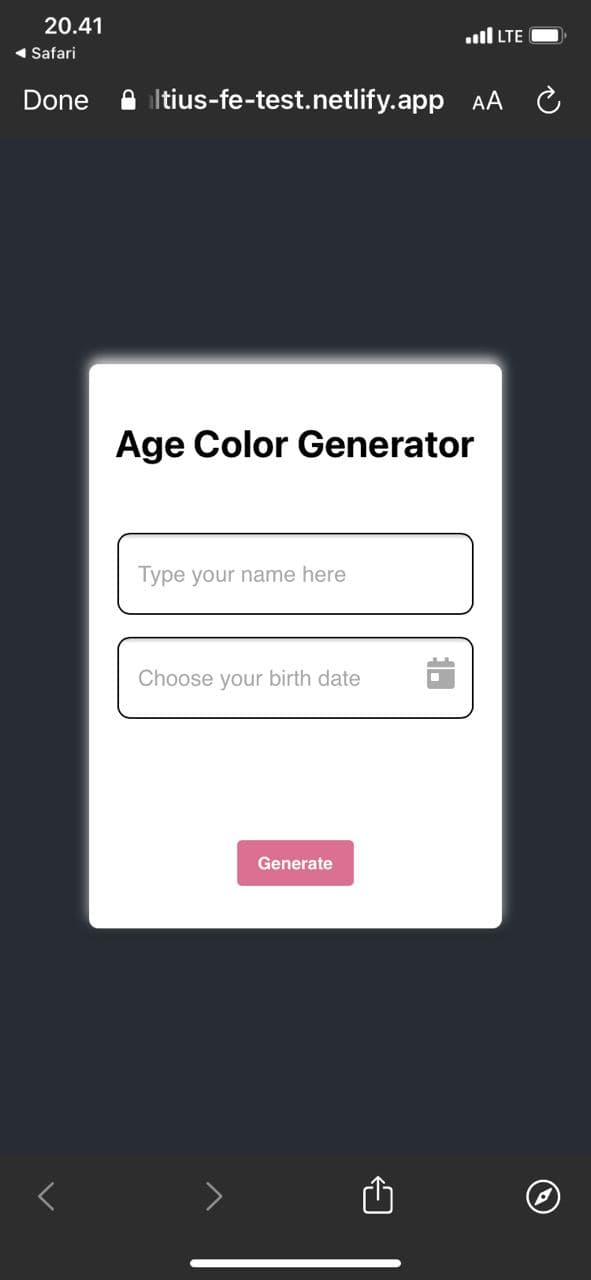 20.41
LTE
Safari
Done ltius-fe-test.netlify.app AA
Age Color Generator
Type your name here
Choose your birth date
Generate